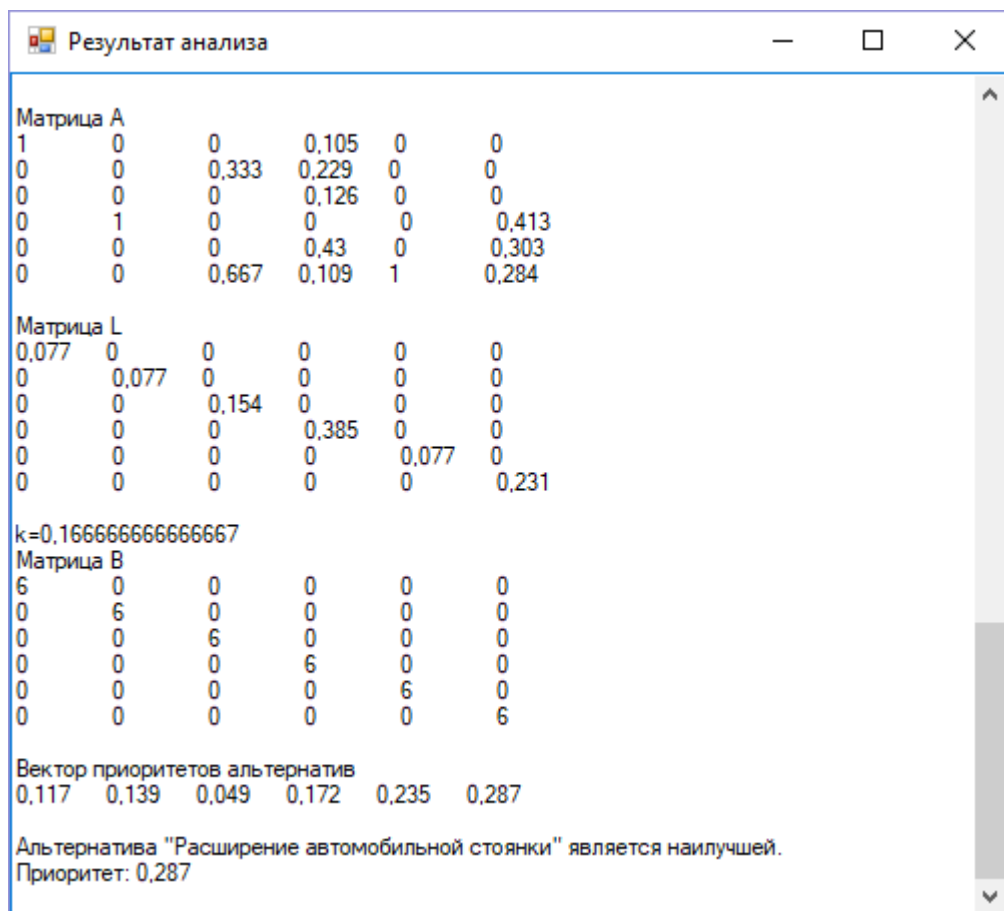 Результат анализа
Матрица A
1 0 0 0,105 0 0
0 0 0,333 0,229 0 0
0 0 0 0,126 0 0
0 1 0 0 0 0,413
0 0 0 0,43 0 0,303
0 0 0,667 0,109 1 0,284
Матрица L
0,077 0 0 0 0 0
0 0,077 0 0 0 0
0 0 0,154 0 0 0
0 0 0 0,385 0 0
0 0 0 0 0,077 0
0 0 0 0 0 0,231
k=0,166666666666667
Матрица B
6 0 0 0 0 0
0 6 0 0 0 0
0 0 6 0 0 0
0 0 0 6 0 0
0 0 0 0 6 0
0 0 0 0 0 6
Вектор приоритетов альтернатив
0,117 0,139 0,049 0,172 0,235 0,287
Альтернатива "Расширение автомобильной стоянки" является наилучшей.
Приоритет: 0,287